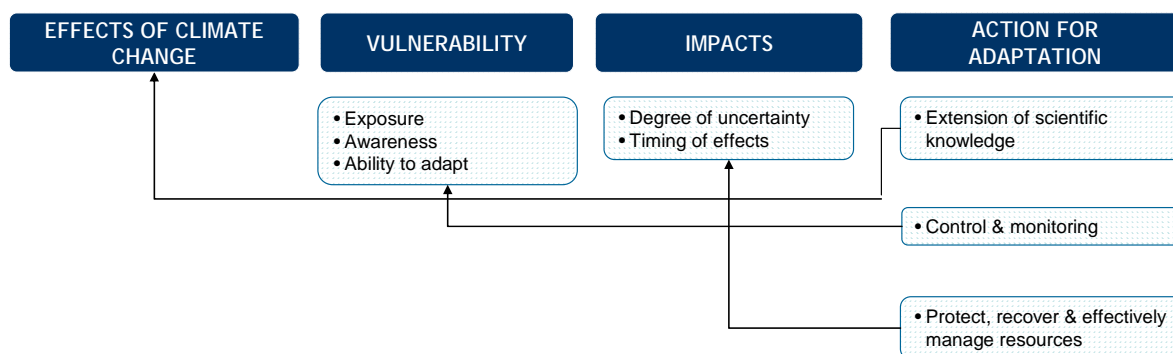 EFFECTS OF CLIMATE
CHANGE
VULNERABILITY
IMPACTS
ACTION FOR
ADAPTATION
• Exposure
• Awareness
• Ability to adapt
• Degree of uncertainty
• Timing of effects
• Extension of scientific
knowledge
• Control & monitoring
• Protect, recover & effectively
manage resources